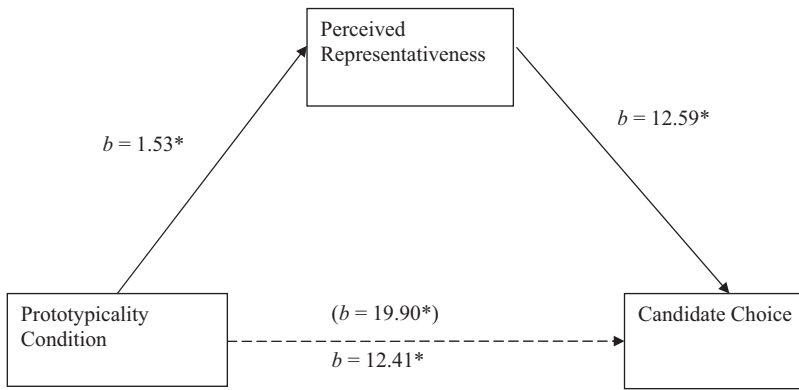 Perceived
Representativeness
b = 1.53*
b = 12.59*
Prototypicality
Condition
(b = 19.90*)
b = 12.41*
Candidate Choice